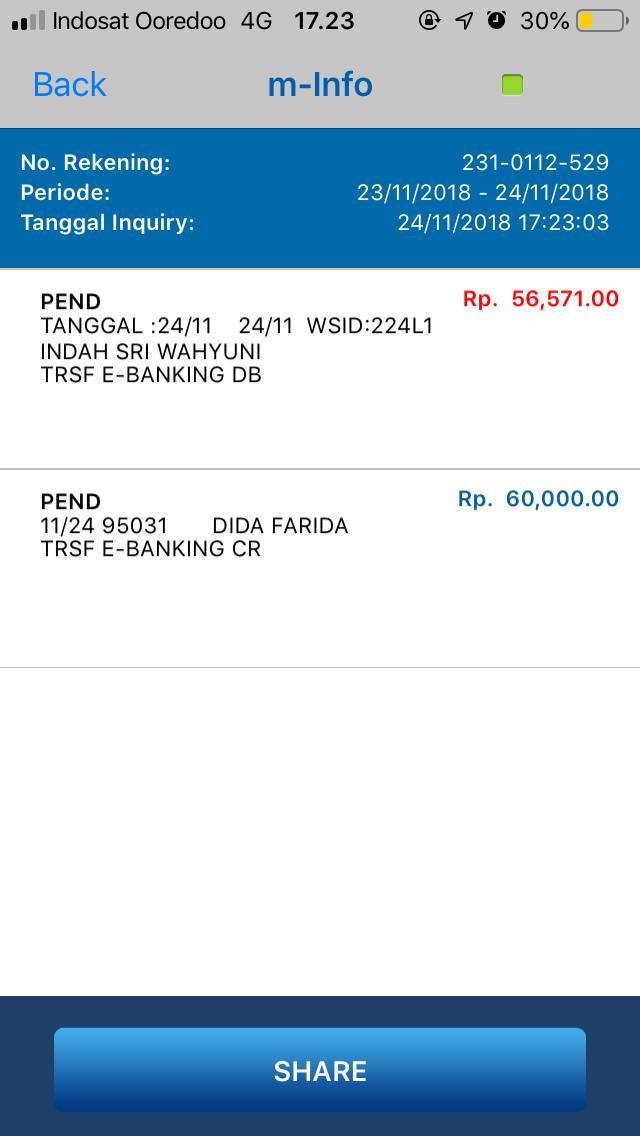 Indosat Ooredoo 4G 17.23 30%
Back m-Info
No. Rekening: 231-0112-529
Periode: 23/11/2018 - 24/11/2018
Tanggal Inquiry: 24/11/2018 17:23:03
PEND Rp. 56,571.00
TANGGAL :24/11 24/11 WSID:224L1
INDAH SRI WAHYUNI
TRSF E-BANKING DB
PEND Rp. 60,000.00
11/24 95031 DIDA FARIDA
TRSF E-BANKING CR
SHARE